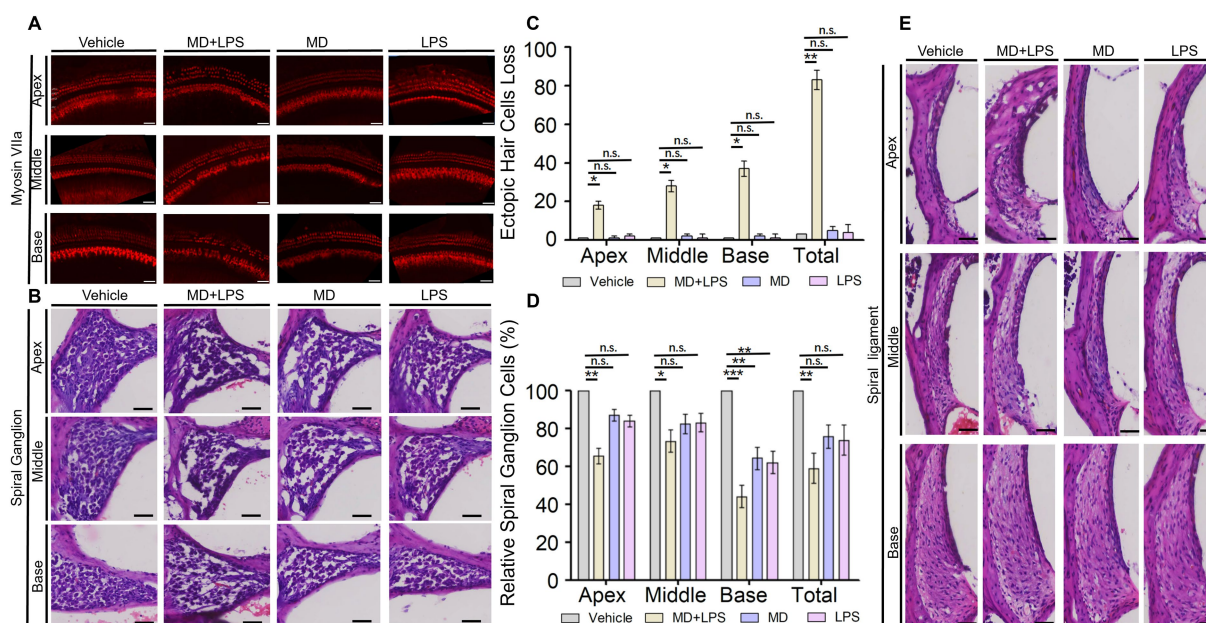 A
Vehicle MD+LPS MD LPS
Myosin VIIa
Apex
Middle
Base
B
Vehicle MD+LPS MD LPS
Spiral Ganglion
Apex
Middle
Base
C
Ectopic Hair Cells Loss
100
80
60
40
20
0
n.s.
n.s.
*
n.s.
n.s.
*
n.s.
n.s.
*
n.s.
n.s.
**
Apex Middle Base Total
Vehicle MD+LPS MD LPS
D
Relative Spiral Ganglion Cells (%)
100
80
60
40
20
0
n.s.
n.s.
**
n.s.
n.s.
*
**
**
***
n.s.
n.s.
**
Apex Middle Base Total
Vehicle MD+LPS MD LPS
E
Vehicle MD+LPS MD LPS
Spiral ligament
Apex
Middle
Base